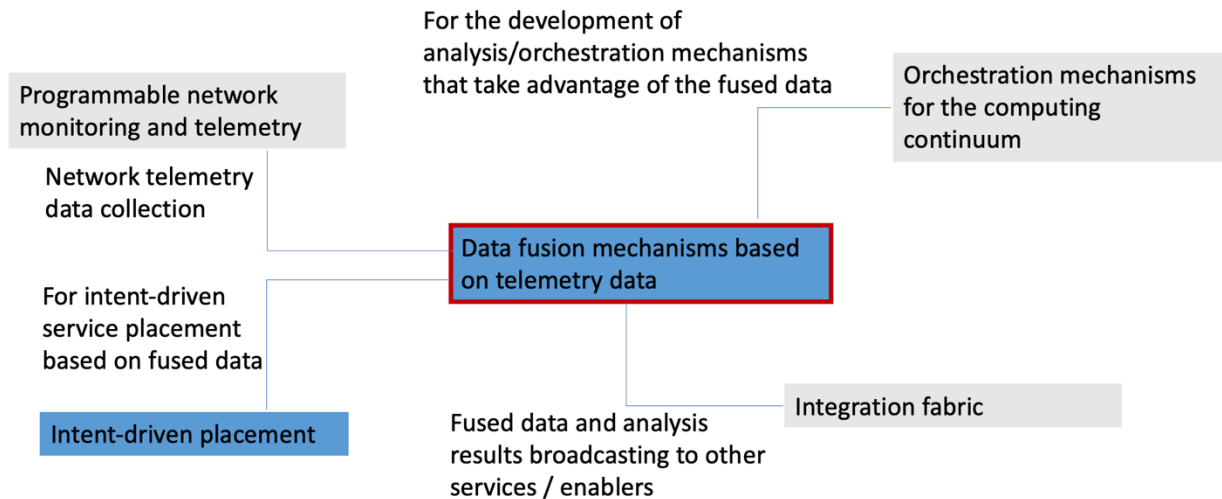 For the development of
analysis/orchestration mechanisms
that take advantage of the fused data
Programmable network
monitoring and telemetry
Orchestration mechanisms
for the computing
continuum
Network telemetry
data collection
Data fusion mechanisms based
on telemetry data
For intent-driven
service placement
based on fused data
Intent-driven placement
Integration fabric
Fused data and analysis
results broadcasting to other
services / enablers